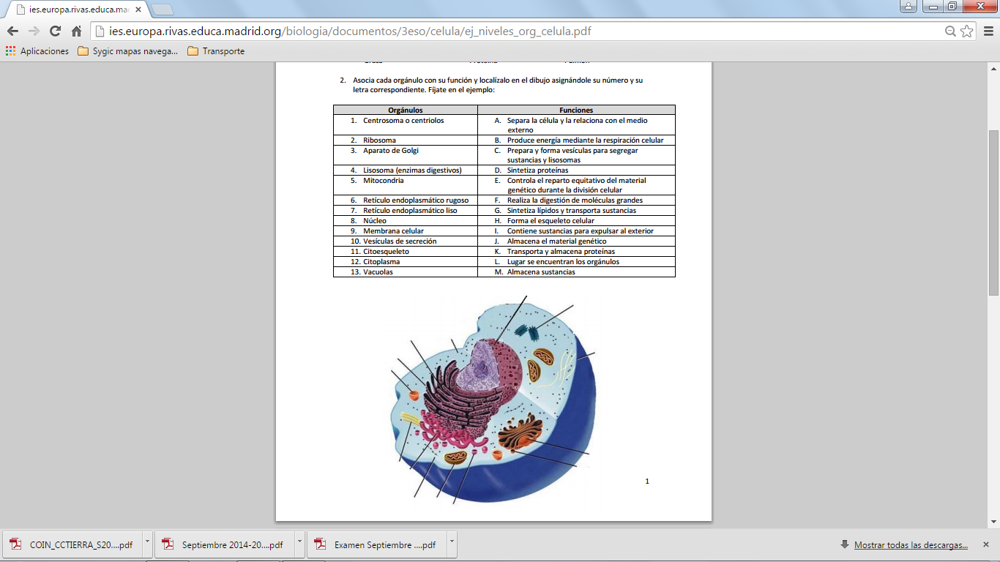 ies.europa.rivas.educa.ma
ies.europa.rivas.educa.madrid.org/biologia/documentos/3eso/celula/ej_niveles_org_celula.pdf
Aplicaciones Sygic mapas navega... Transporte
2. Asocia cada orgánulo con su función y localízalo en el dibujo asignándole su número y su
letra correspondiente. Fíjate en el ejemplo:
Orgánulos Funciones
1. Centrosoma o centriolos A. Separa la célula y la relaciona con el medio
externo
2. Ribosoma B. Produce energía mediante la respiración celular
3. Aparato de Golgi C. Prepara y forma vesículas para segregar
sustancias y lisosomas
4. Lisosoma (enzimas digestivos) D. Sintetiza proteínas
5. Mitocondria E. Controla el reparto equitativo del material
genético durante la división celular
6. Retículo endoplasmático rugoso F. Realiza la digestión de moléculas grandes
7. Retículo endoplasmático liso G. Sintetiza lípidos y transporta sustancias
8. Núcleo H. Forma el esqueleto celular
9. Membrana celular I. Contiene sustancias para expulsar al exterior
10. Vesículas de secreción J. Almacena el material genético
11. Citoesqueleto K. Transporta y almacena proteínas
12. Citoplasma L. Lugar se encuentran los orgánulos
13. Vacuolas M. Almacena sustancias
1
COIN_CCTIERRA_S20....pdf Septiembre 2014-20....pdf Examen Septiembre ....pdf Mostrar todas las descargas...